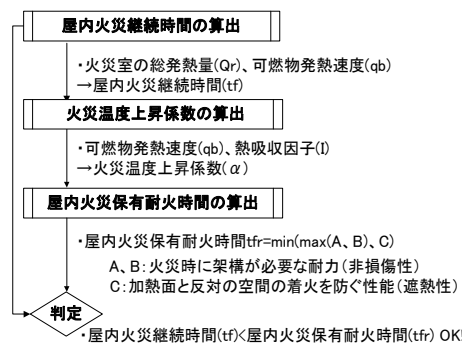 屋内火災継続時間の算出
・火災室の総発熱量(Qr)、可燃物発熱速度(qb)
→屋内火災継続時間(tf)
火災温度上昇係数の算出
・可燃物発熱速度(qb)、熱吸収因子(I)
→火災温度上昇係数(α)
屋内火災保有耐火時間の算出
・屋内火災保有耐火時間tfr=min(max(A、B)、C)
A、B:火災時に架構が必要な耐力(非損傷性)
C:加熱面と反対の空間の着火を防ぐ性能(遮熱性)
判定
・屋内火災継続時間(tf)<屋内火災保有耐火時間(tfr) OK!